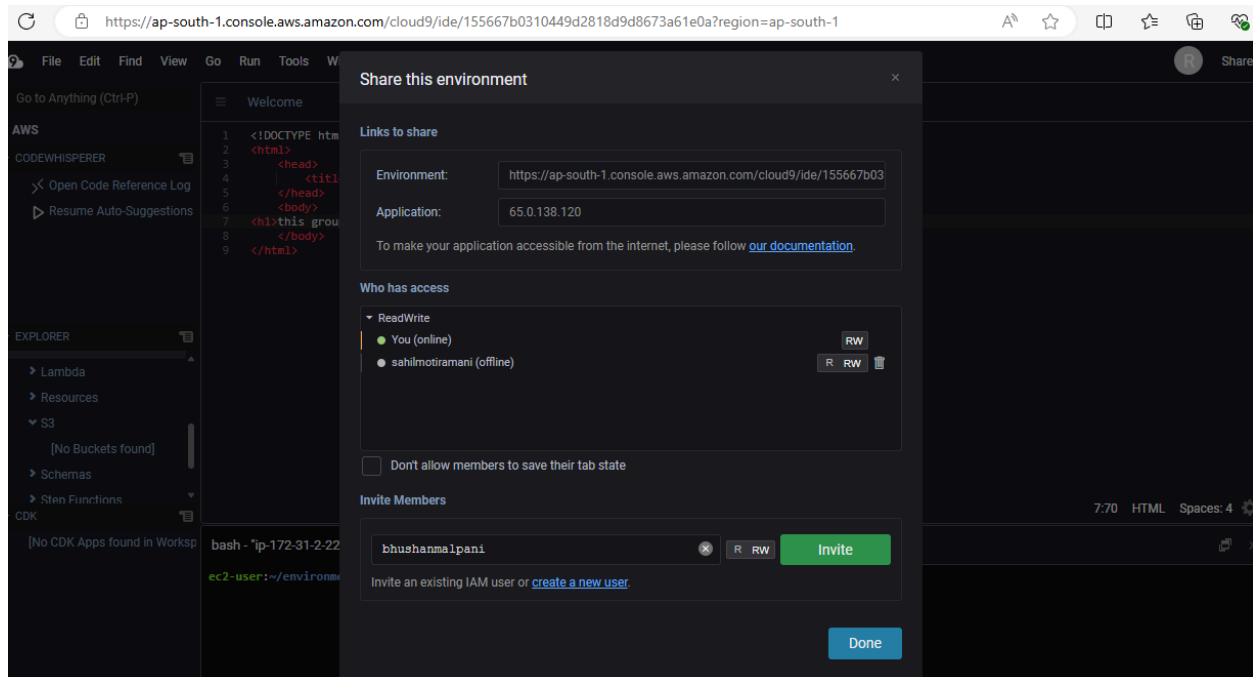 https://ap-south-1.console.aws.amazon.com/cloud9/ide/155667b0310449d2818d9d8673a61e0a?region=ap-south-1
File Edit Find View Go Run Tools W R Share
Go to Anything (Ctrl-P)
Welcome
AWS
CODEWHISPERER
Open Code Reference Log
Resume Auto-Suggestions
1 <!DOCTYPE htm
2 <html>
3 <head>
4 <titl
5 </head>
6 <body>
7 <h1>this grou
8 </body>
9 </html>
EXPLORER
Lambda
Resources
S3
[No Buckets found]
Schemas
Step Functions
CDK
[No CDK Apps found in Worksp
Share this environment
Links to share
Environment: https://ap-south-1.console.aws.amazon.com/cloud9/ide/155667b03
Application: 65.0.138.120
To make your application accessible from the internet, please follow our documentation.
Who has access
ReadWrite
You (online) RW
sahilmotiramani (offline) R RW
Don't allow members to save their tab state
Invite Members
bhushanmalpani R RW Invite
Invite an existing IAM user or create a new user.
Done
7:70 HTML Spaces: 4
bash - "ip-172-31-2-22
ec2-user:~/environme